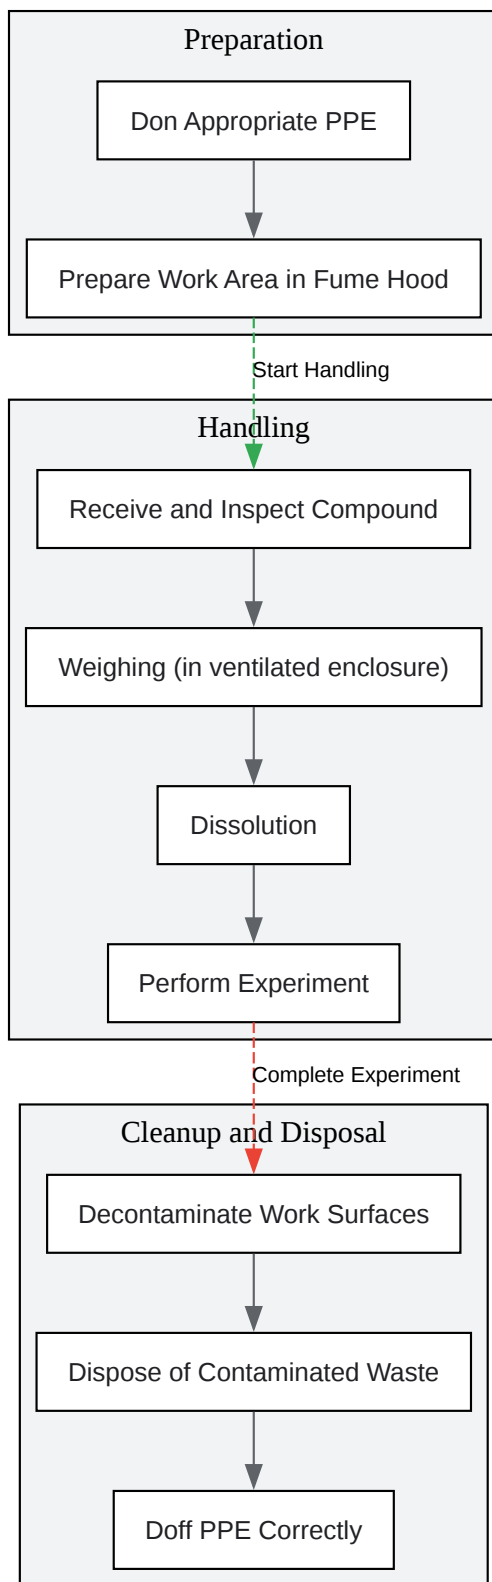 Preparation
Don Appropriate PPE
Prepare Work Area in Fume Hood
Start Handling
Handling
Receive and Inspect Compound
Weighing (in ventilated enclosure)
Dissolution
Perform Experiment
Complete Experiment
Cleanup and Disposal
Decontaminate Work Surfaces
Dispose of Contaminated Waste
Doff PPE Correctly